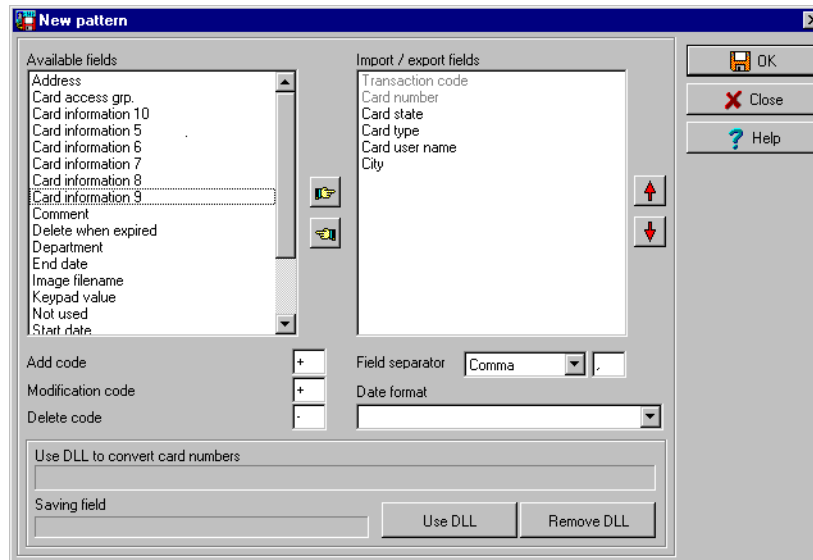 New pattern
Available fields
Address
Card access grp.
Card information 10
Card information 5
Card information 6
Card information 7
Card information 8
Card information 9
Comment
Delete when expired
Department
End date
Image filename
Keypad value
Not used
Start date
Import / export fields
Transaction code
Card number
Card state
Card type
Card user name
City
OK
Close
? Help
Add code +
Modification code +
Delete code -
Field separator Comma ,
Date format
Use DLL to convert card numbers
Saving field
Use DLL
Remove DLL